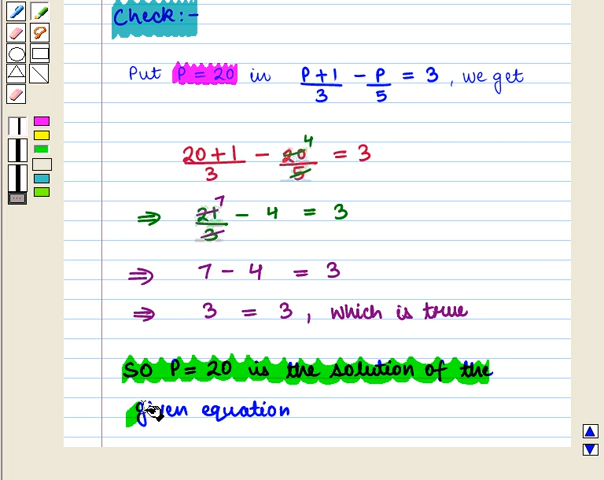 Check:-
Put P = 20 in (P+1)/3 - P/5 = 3, we get
(20+1)/3 - 20/5 4 = 3
⇒ 21/3 7 - 4 = 3
⇒ 7 - 4 = 3
⇒ 3 = 3, which is true
SO P = 20 is the solution of the
given equation